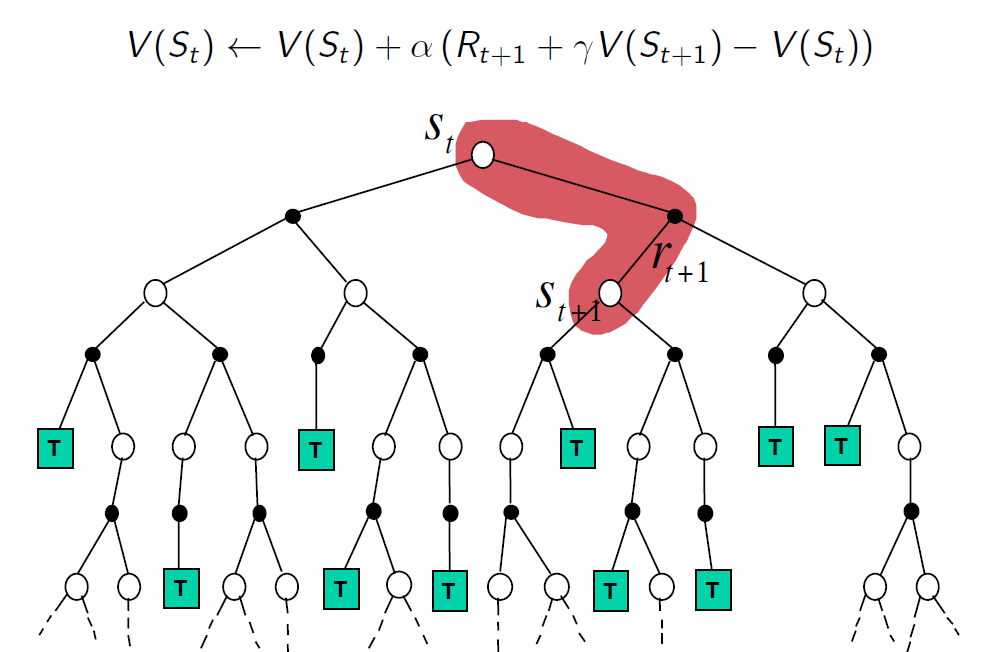 V(S_t) ← V(S_t) + α (R_{t+1} + γV(S_{t+1}) − V(S_t))
s_t
r_{t+1}
s_{t+1}
T T T T T
T T T T T